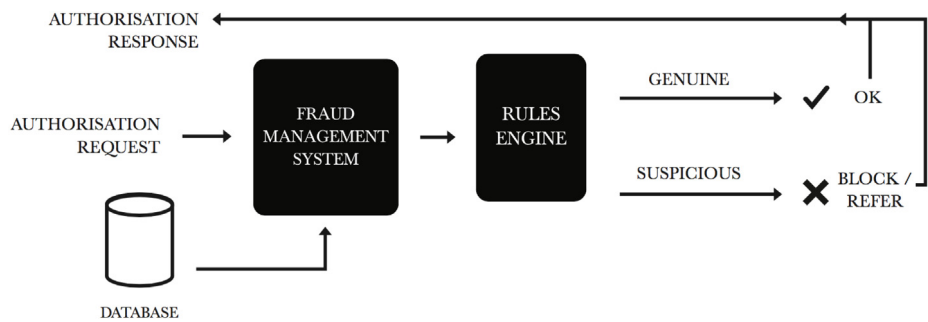 AUTHORISATION
RESPONSE
AUTHORISATION
REQUEST
FRAUD
MANAGEMENT
SYSTEM
RULES
ENGINE
GENUINE
OK
SUSPICIOUS
BLOCK /
REFER
DATABASE